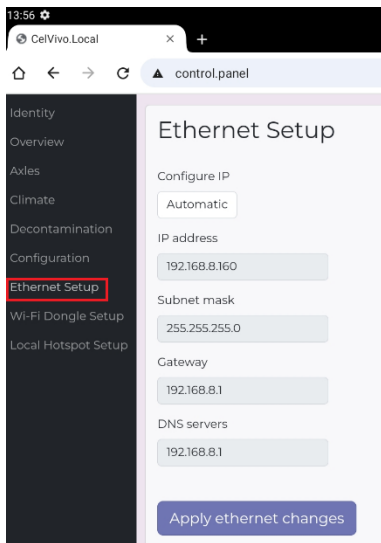 13:56
CelVivo.Local
control.panel
Identity
Overview
Axles
Climate
Decontamination
Configuration
Ethernet Setup
Wi-Fi Dongle Setup
Local Hotspot Setup
Ethernet Setup
Configure IP
Automatic
IP address
192.168.8.160
Subnet mask
255.255.255.0
Gateway
192.168.8.1
DNS servers
192.168.8.1
Apply ethernet changes